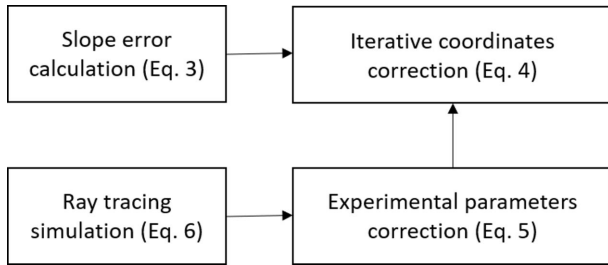 Slope error
calculation (Eq. 3)
Iterative coordinates
correction (Eq. 4)
Ray tracing
simulation (Eq. 6)
Experimental parameters
correction (Eq. 5)